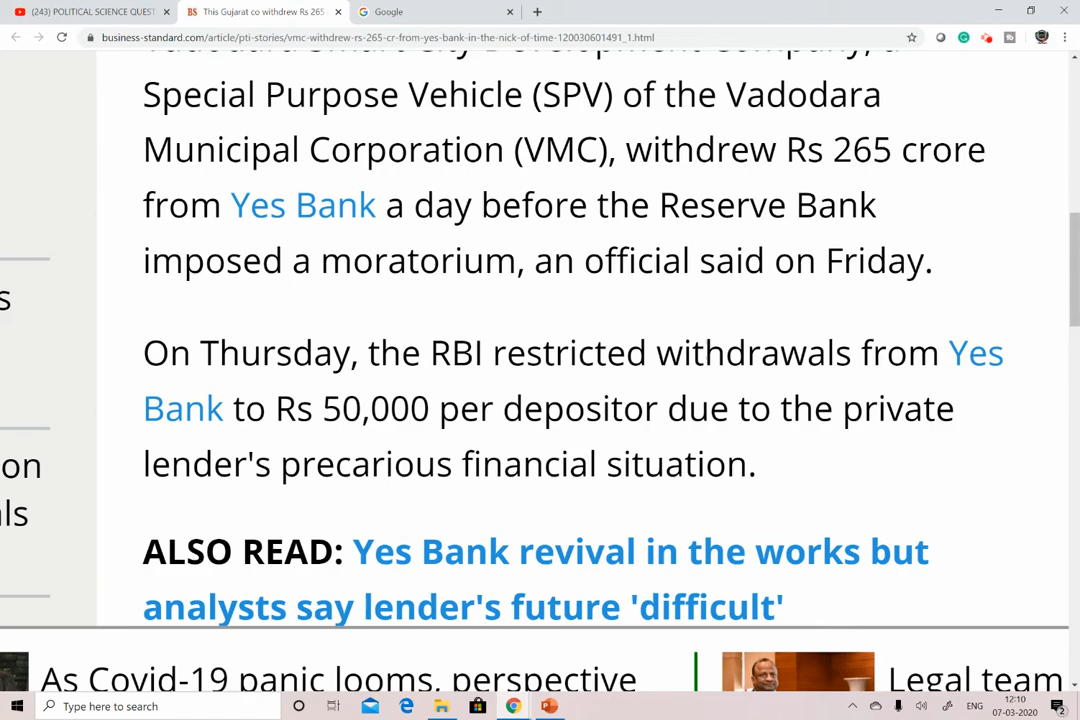 (243) POLITICAL SCIENCE QUEST
This Gujarat co withdrew Rs 265
Google
business-standard.com/article/pti-stories/vmc-withdrew-rs-265-cr-from-yes-bank-in-the-nick-of-time-120030601491_1.html
Special Purpose Vehicle (SPV) of the Vadodara
Municipal Corporation (VMC), withdrew Rs 265 crore
from Yes Bank a day before the Reserve Bank
imposed a moratorium, an official said on Friday.
On Thursday, the RBI restricted withdrawals from Yes
Bank to Rs 50,000 per depositor due to the private
lender's precarious financial situation.
ALSO READ: Yes Bank revival in the works but
analysts say lender's future 'difficult'
s
on
ls
As Covid-19 panic looms, perspective
Legal team
Type here to search
ENG
12:10
07-03-2020
2